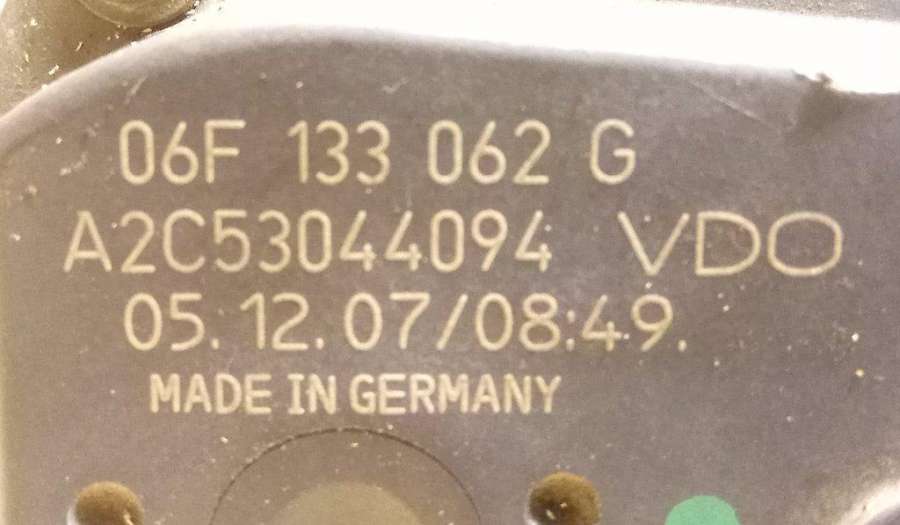 06F 133 062 G
A2C53044094 VDO
05.12.07/08:49.
MADE IN GERMANY